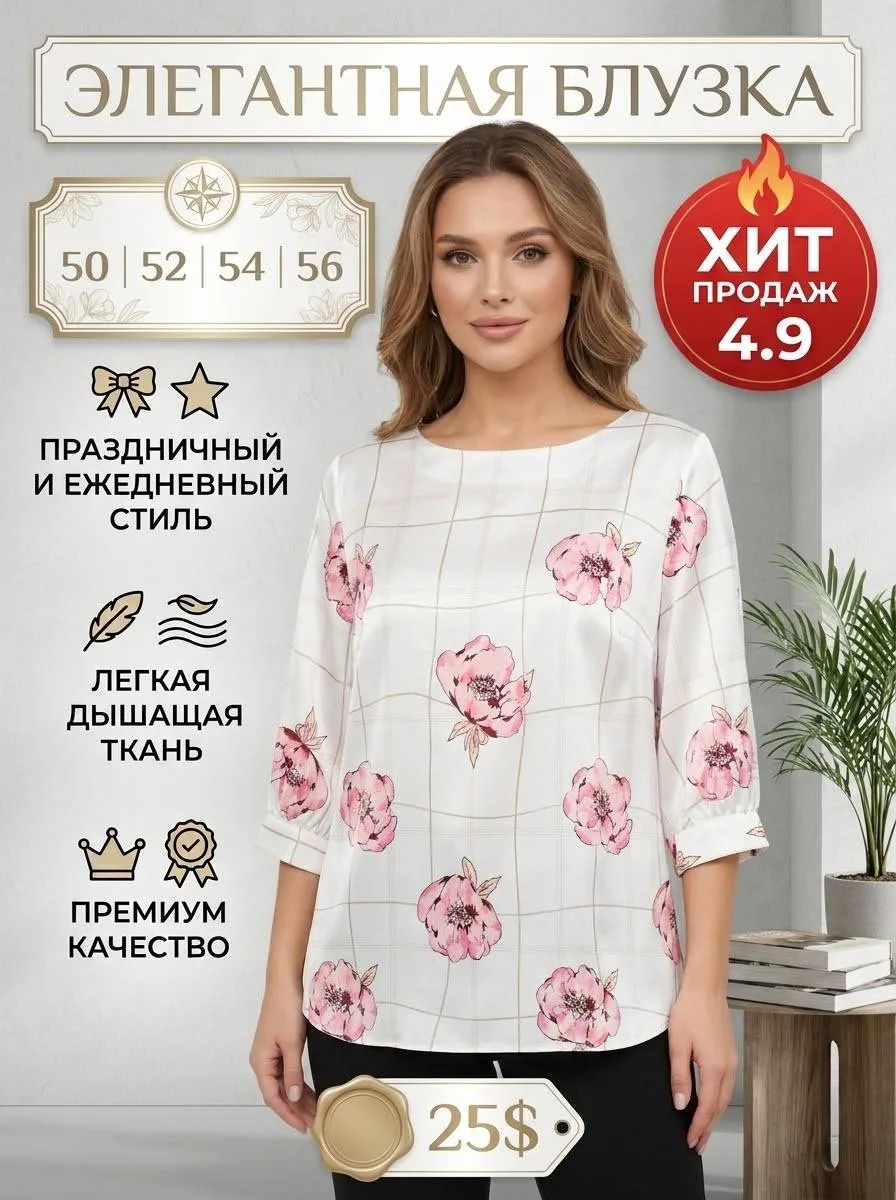 ЭЛЕГАНТНАЯ БЛУЗКА
50 | 52 | 54 | 56
ХИТ
ПРОДАЖ
4.9
ПРАЗДНИЧНЫЙ
И ЕЖЕДНЕВНЫЙ
СТИЛЬ
ЛЕГКАЯ
ДЫШАЩАЯ
ТКАНЬ
ПРЕМИУМ
КАЧЕСТВО
25$